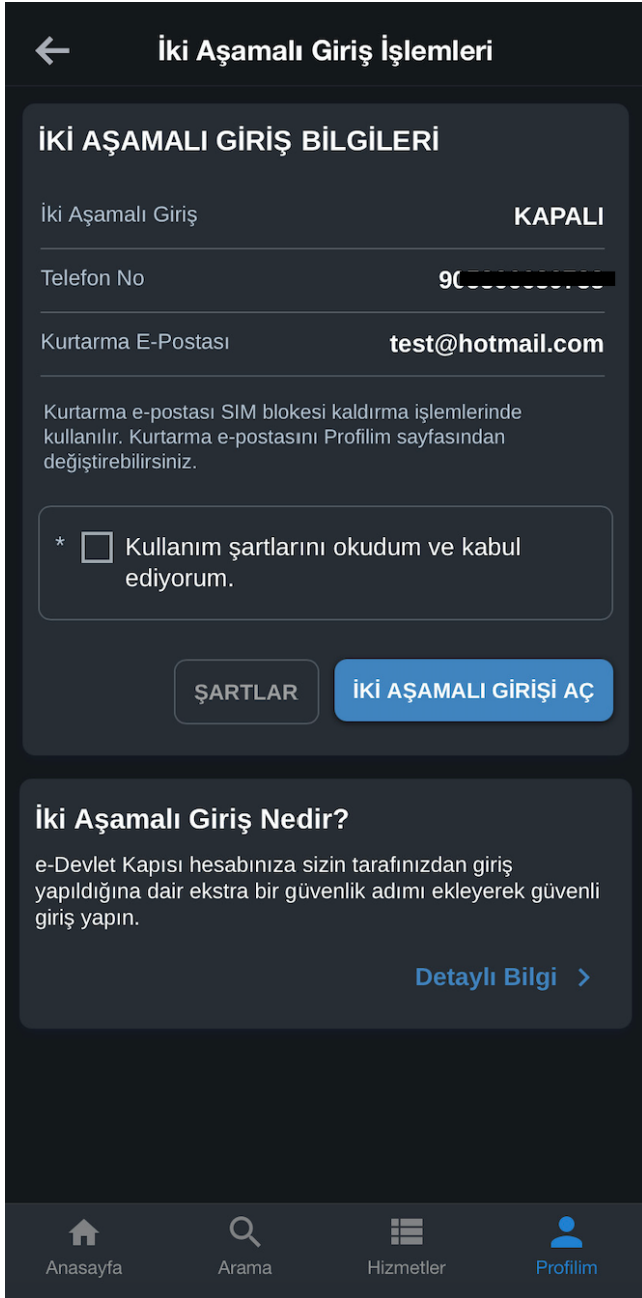 İki Aşamalı Giriş İşlemleri
İKİ AŞAMALI GİRİŞ BİLGİLERİ
İki Aşamalı Giriş KAPALI
Telefon No
Kurtarma E-Postası test@hotmail.com
Kurtarma e-postası SIM blokesi kaldırma işlemlerinde
kullanılır. Kurtarma e-postasını Profilim sayfasından
değiştirebilirsiniz.
* Kullanım şartlarını okudum ve kabul
ediyorum.
ŞARTLAR İKİ AŞAMALI GİRİŞİ AÇ
İki Aşamalı Giriş Nedir?
e-Devlet Kapısı hesabınıza sizin tarafınızdan giriş
yapıldığına dair ekstra bir güvenlik adımı ekleyerek güvenli
giriş yapın.
Detaylı Bilgi >
Anasayfa Arama Hizmetler Profilim